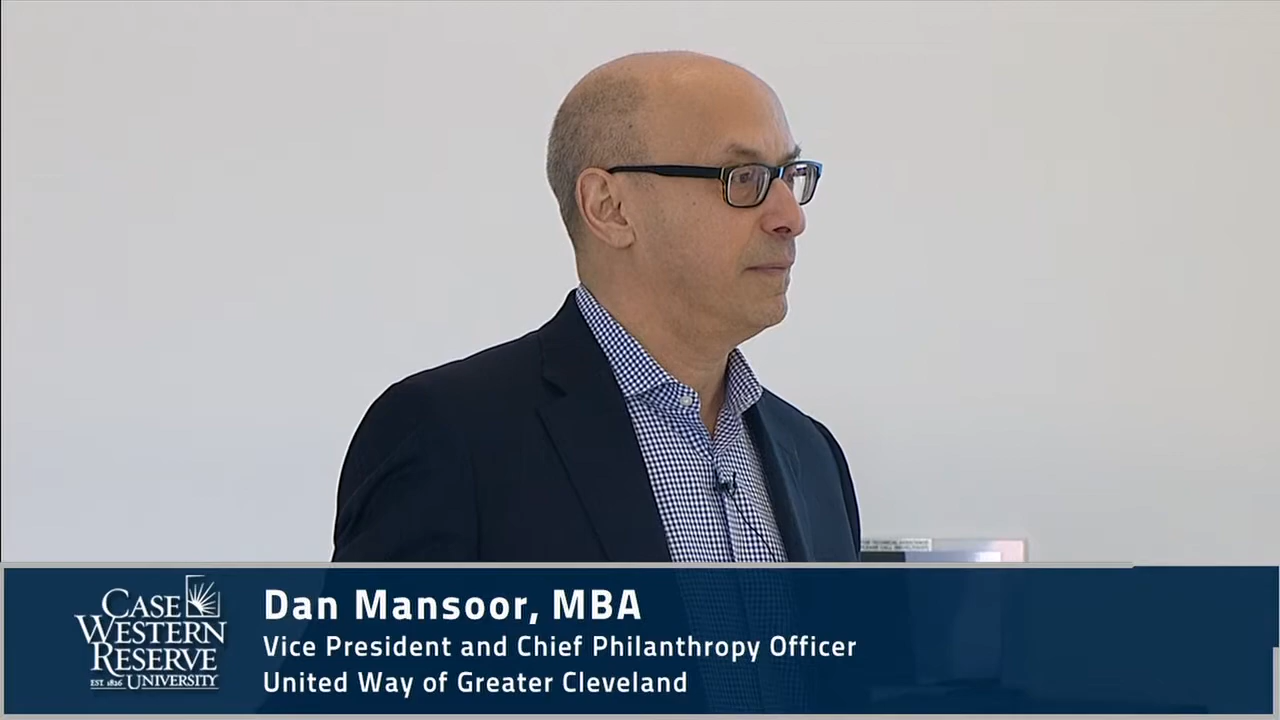 CASE
WESTERN
RESERVE
EST. 1826 UNIVERSITY
Dan Mansoor, MBA
Vice President and Chief Philanthropy Officer
United Way of Greater Cleveland